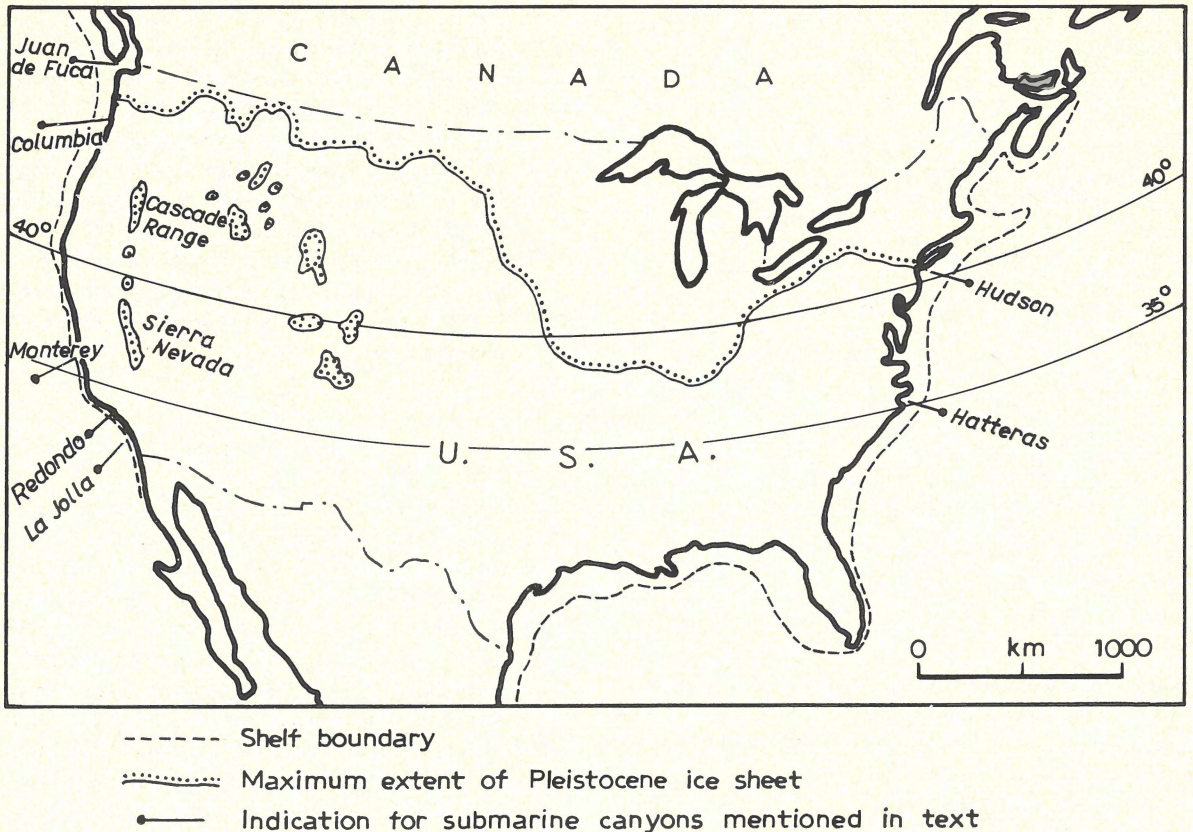 Juan
de Fuca
C A N A D A
Columbia
Cascade
Range
40°
40°
35°
Hudson
Sierra
Nevada
Monterey
Hatteras
Redondo
La Jolla
U. S. A.
0 km 1000
Shelf boundary
Maximum extent of Pleistocene ice sheet
Indication for submarine canyons mentioned in text